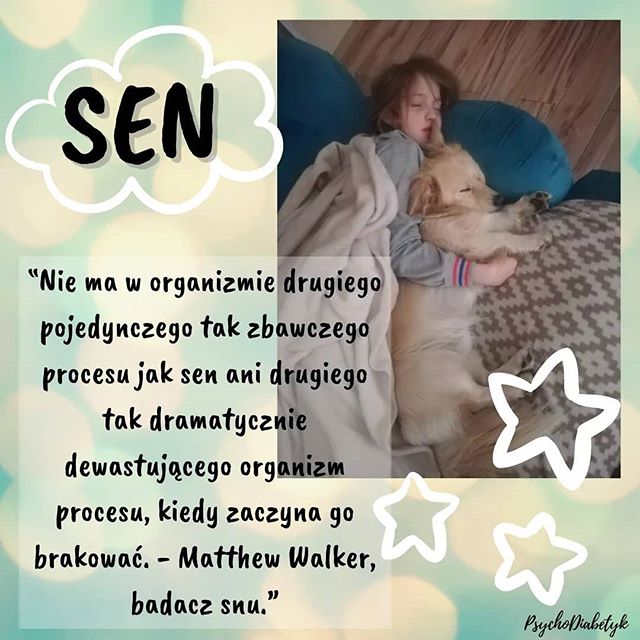 SEN
“Nie ma w organizmie drugiego
pojedynczego tak zbawczego
procesu jak sen ani drugiego
tak dramatycznie
dewastującego organizm
procesu, kiedy zaczyna go
brakować. - Matthew Walker,
badacz snu.”
PsychoDiabetyk